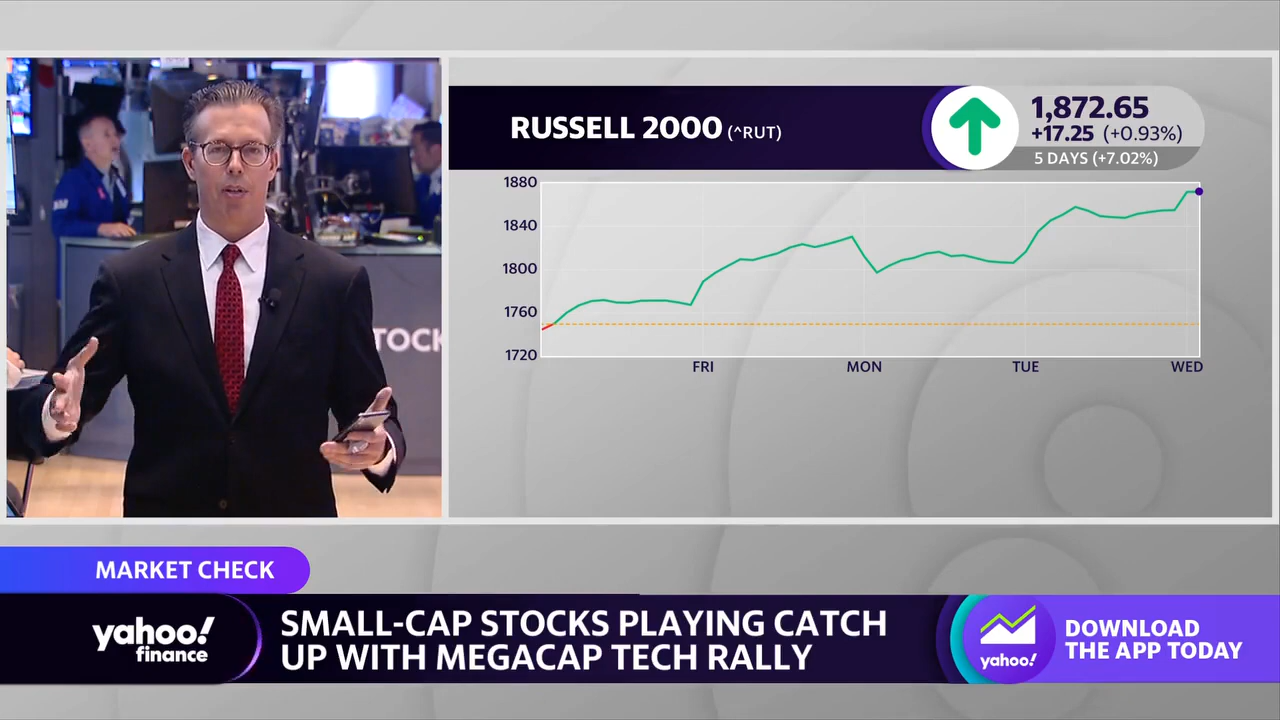 RUSSELL 2000 (^RUT)
1,872.65
+17.25 (+0.93%)
5 DAYS (+7.02%)
1880
1840
1800
1760
1720
FRI MON TUE WED
TOCK
MARKET CHECK
yahoo!
finance
SMALL-CAP STOCKS PLAYING CATCH
UP WITH MEGACAP TECH RALLY
yahoo!
DOWNLOAD
THE APP TODAY